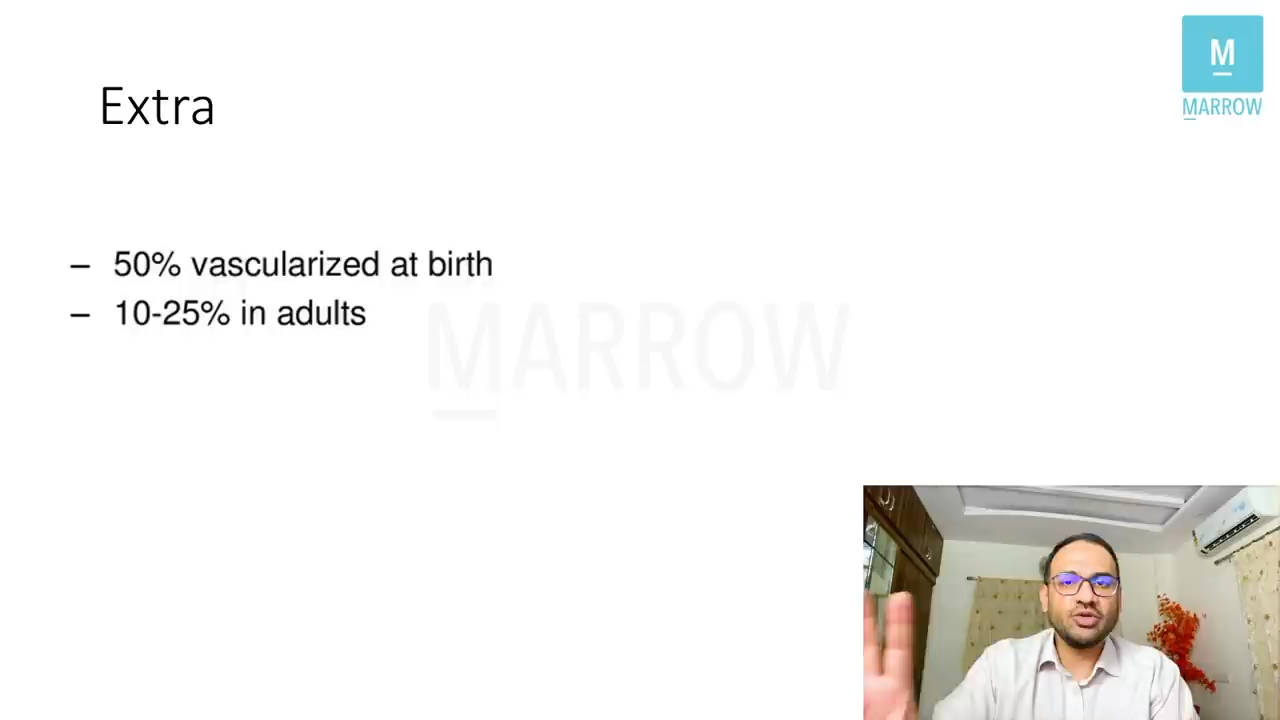 M
MARROW
Extra
– 50% vascularized at birth
– 10-25% in adults
MARROW